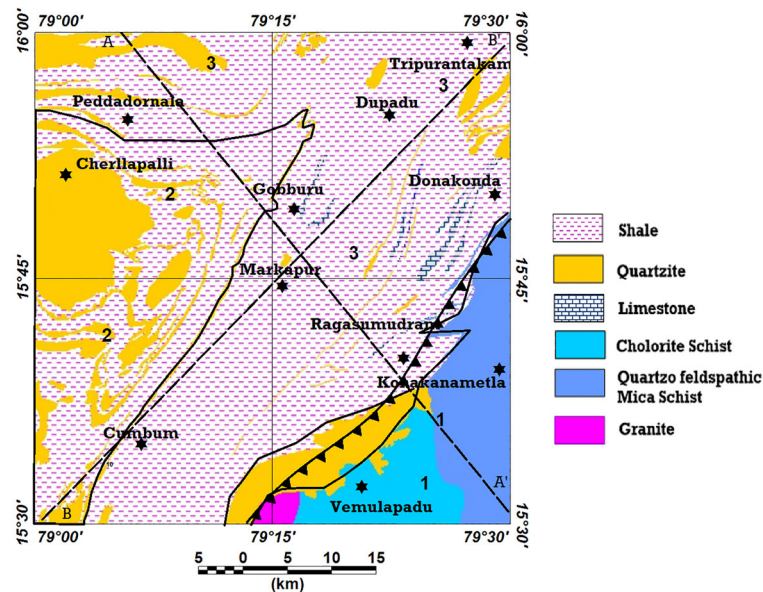 79°00' 79°15' 79°30'
16°00' A B' 16°00'
3 Tripurantakam
3
Peddadornala Dupadu
Cherllapalli
2 Gobburu Donakonda
3
15°45' Markapur 15°45'
Ragasumudram
2
Konakanametla
Cumbum 1
10
1 A'
Vemulapadu
B
15°30' 15°30'
79°00' 79°15' 79°30'
5 0 5 10 15
(km)
Shale
Quartzite
Limestone
Cholorite Schist
Quartzo feldspathic
Mica Schist
Granite